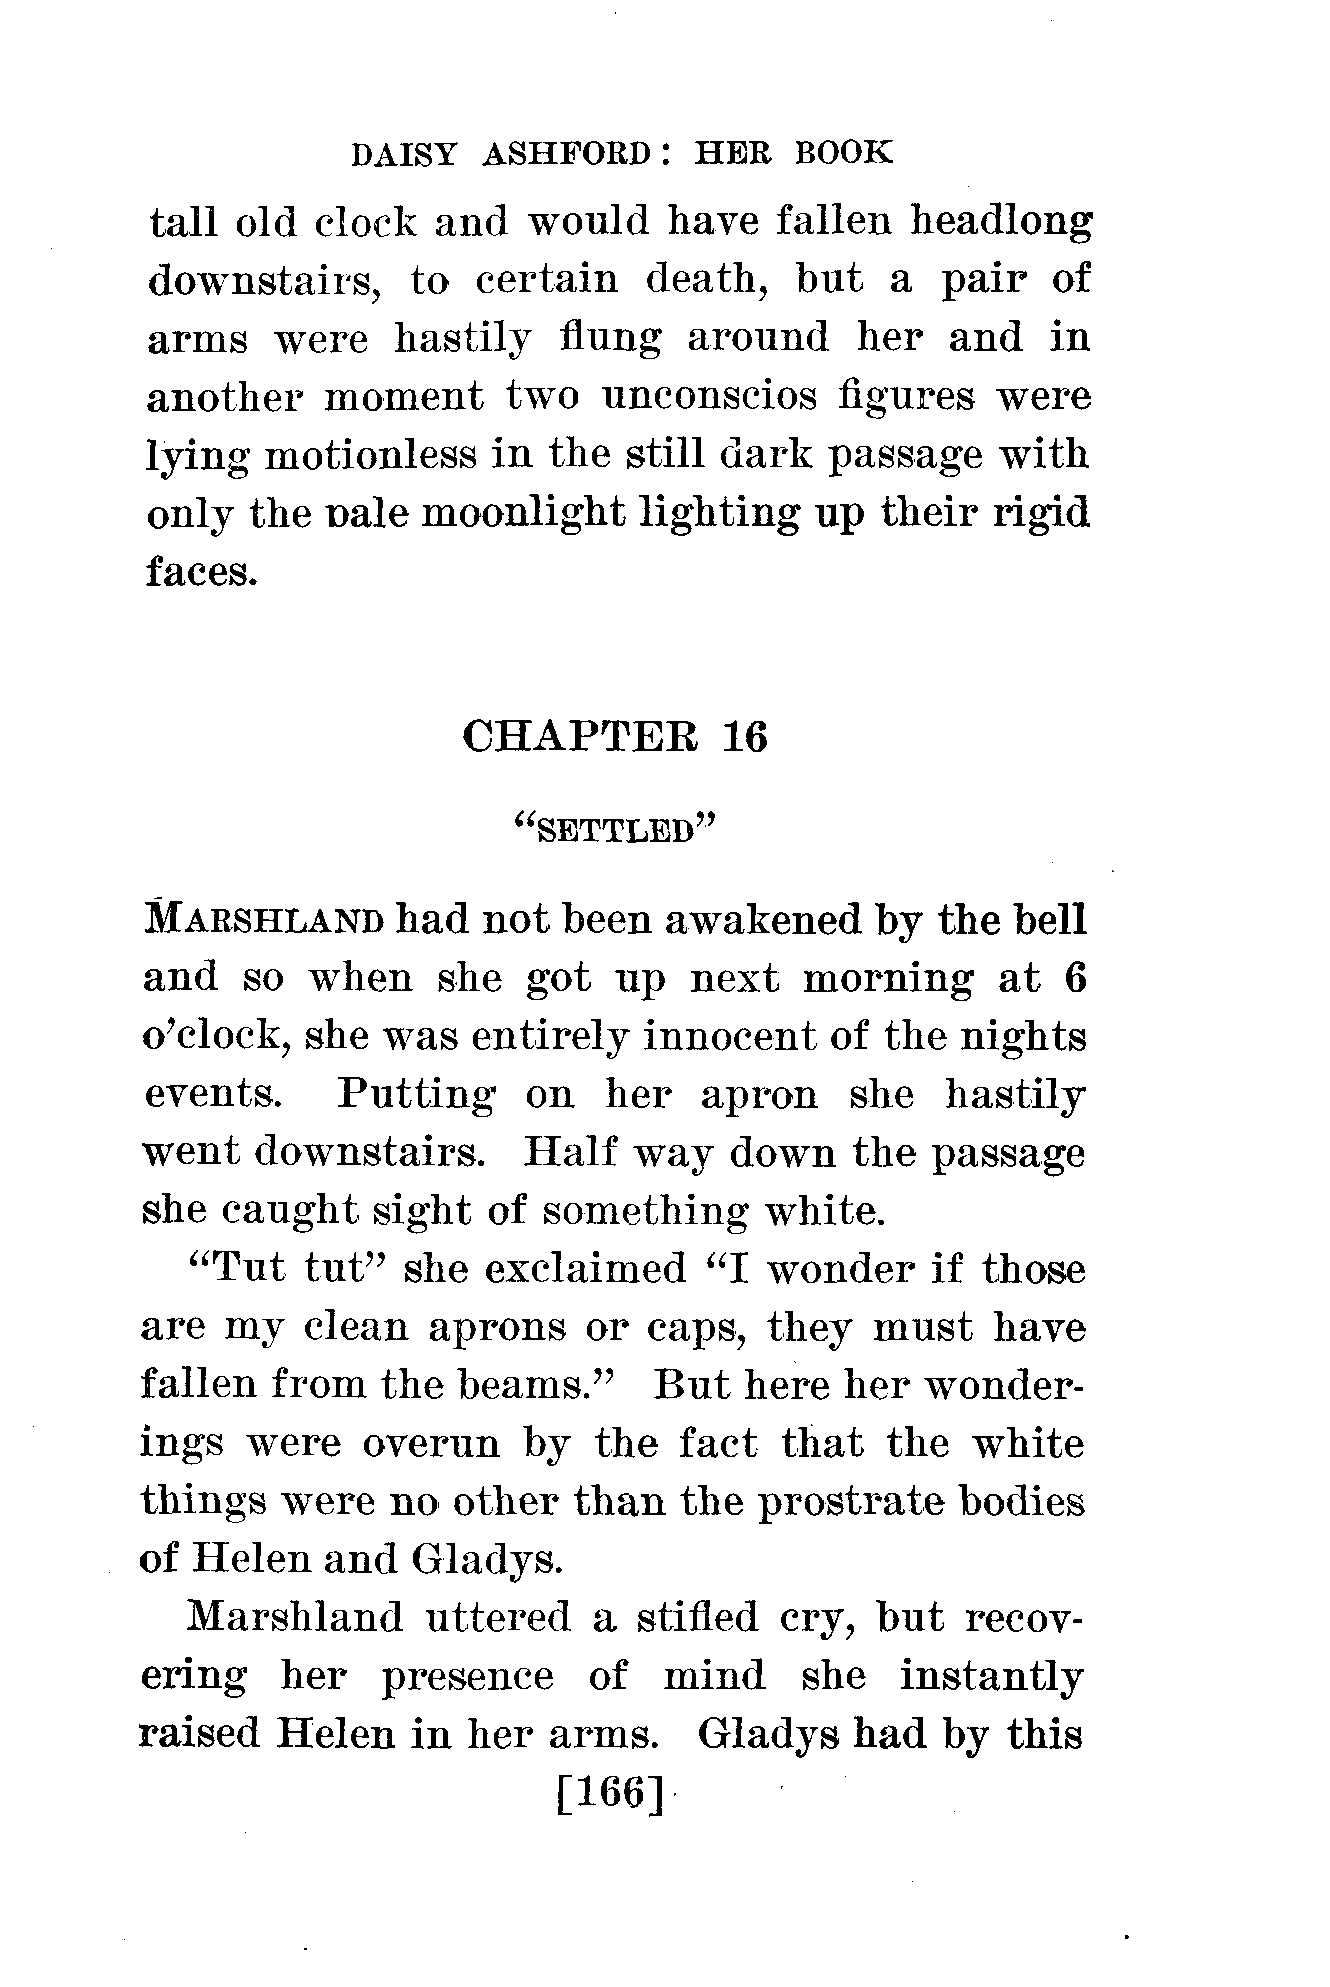 DAISY ASHFORD: HER BOOK
tall old clock and would have fallen headlong
downstairs, to certain death, but a pair of
arms were hastily flung around her and in
another moment two unconscios figures were
lying motionless in the still dark passage with
only the pale moonlight lighting up their rigid
faces.
CHAPTER 16
"SETTLED"
MARSHLAND had not been awakened by the bell
and so when she got up next morning at 6
o'clock, she was entirely innocent of the nights
events. Putting on her apron she hastily
went downstairs. Half way down the passage
she caught sight of something white.
"Tut tut" she exclaimed "I wonder if those
are my clean aprons or caps, they must have
fallen from the beams." But here her wonder-
ings were overun by the fact that the white
things were no other than the prostrate bodies
of Helen and Gladys.
Marshland uttered a stifled cry, but recov-
ering her presence of mind she instantly
raised Helen in her arms. Gladys had by this
[166]